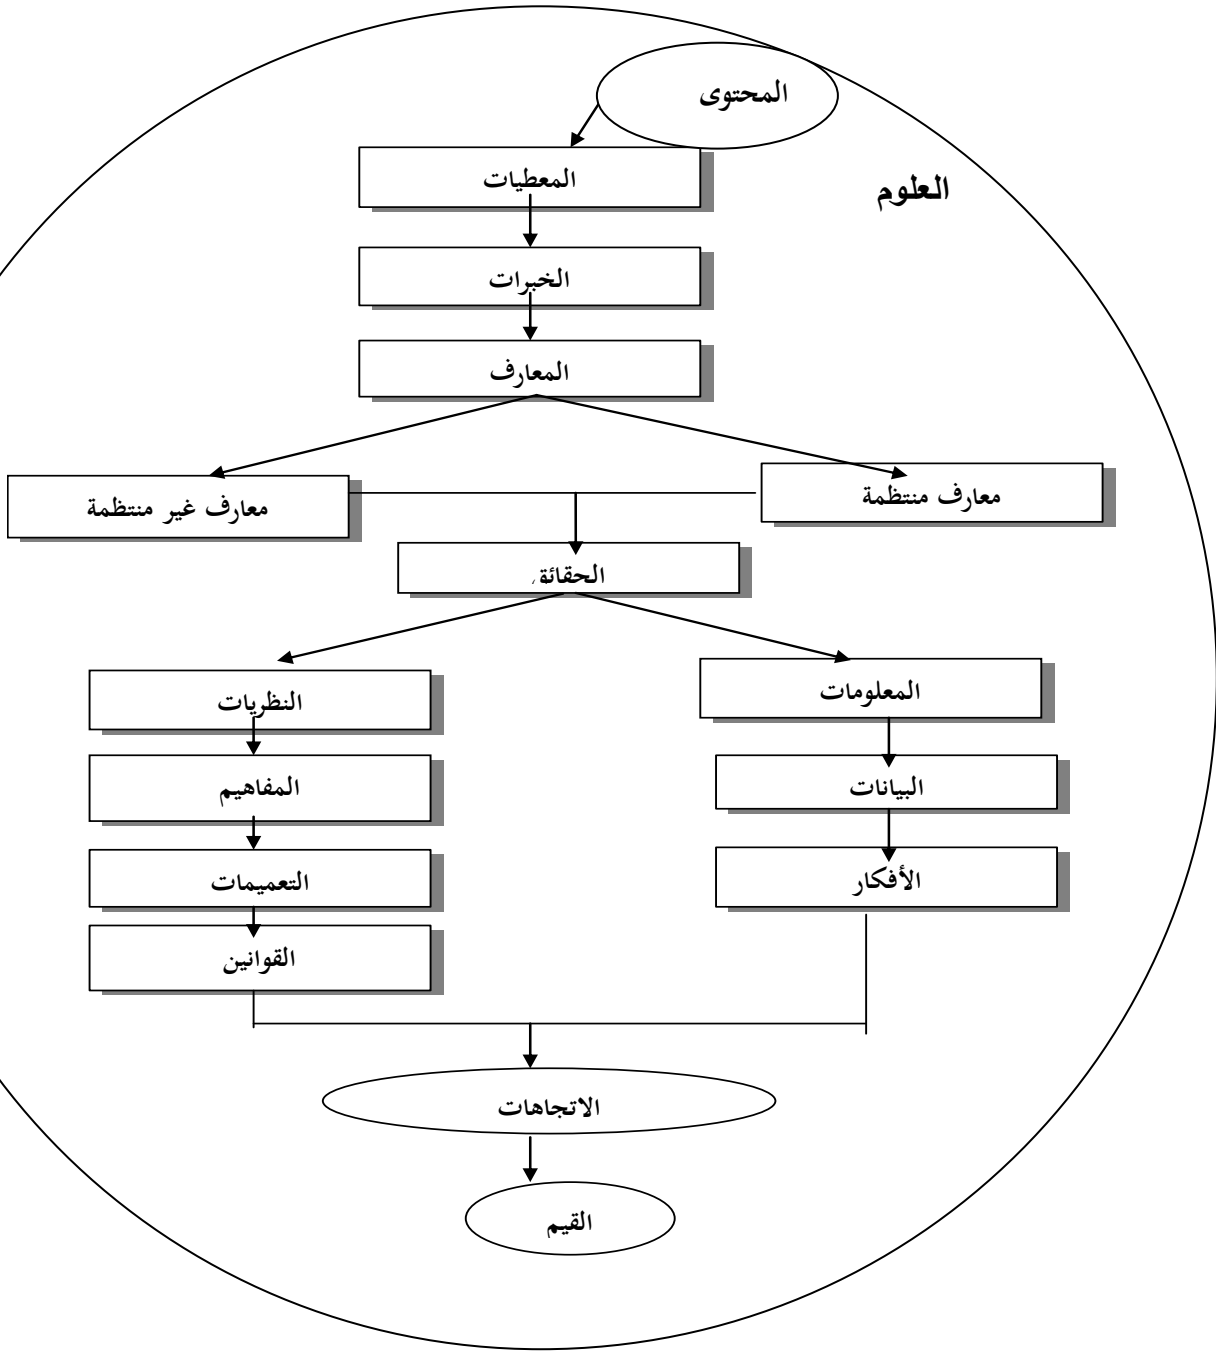 المحتوى
العلوم
المعطيات
الخبرات
المعارف
معارف منتظمة
معارف غير منتظمة
الحقائق
المعلومات
النظريات
البيانات
المفاهيم
الأفكار
التعميمات
القوانين
الاتجاهات
القيم